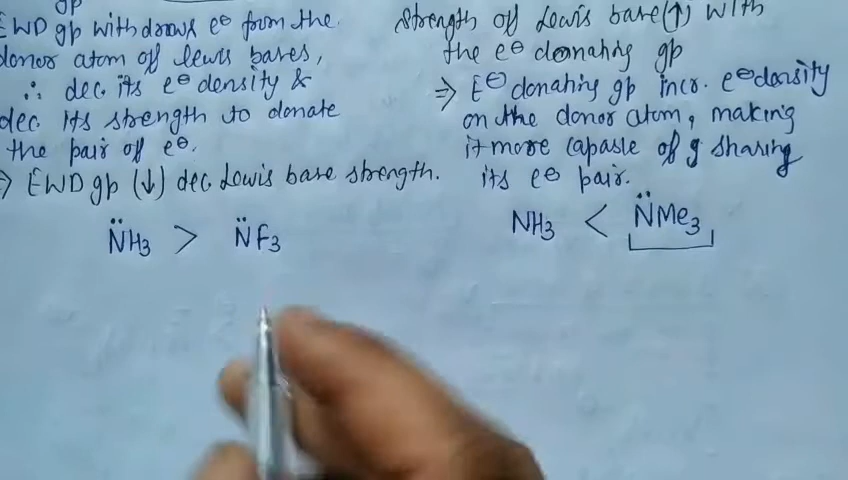 gp
EWD gp withdraws e⊖ from the
donor atom of lewis bases,
∴ dec. its e⊖ density &
dec its strength to donate
the pair of e⊖.
⇒ EWD gp (↓) dec Lewis base strength.
N̈H3 > N̈F3
strength of Lewis base(↑) with
the e⊖ donating gp
⇒ E⊖ donating gp incr. e⊖ density
on the donor atom, making
it more capable of sharing
its e⊖ pair.
NH3 < N̈Me3